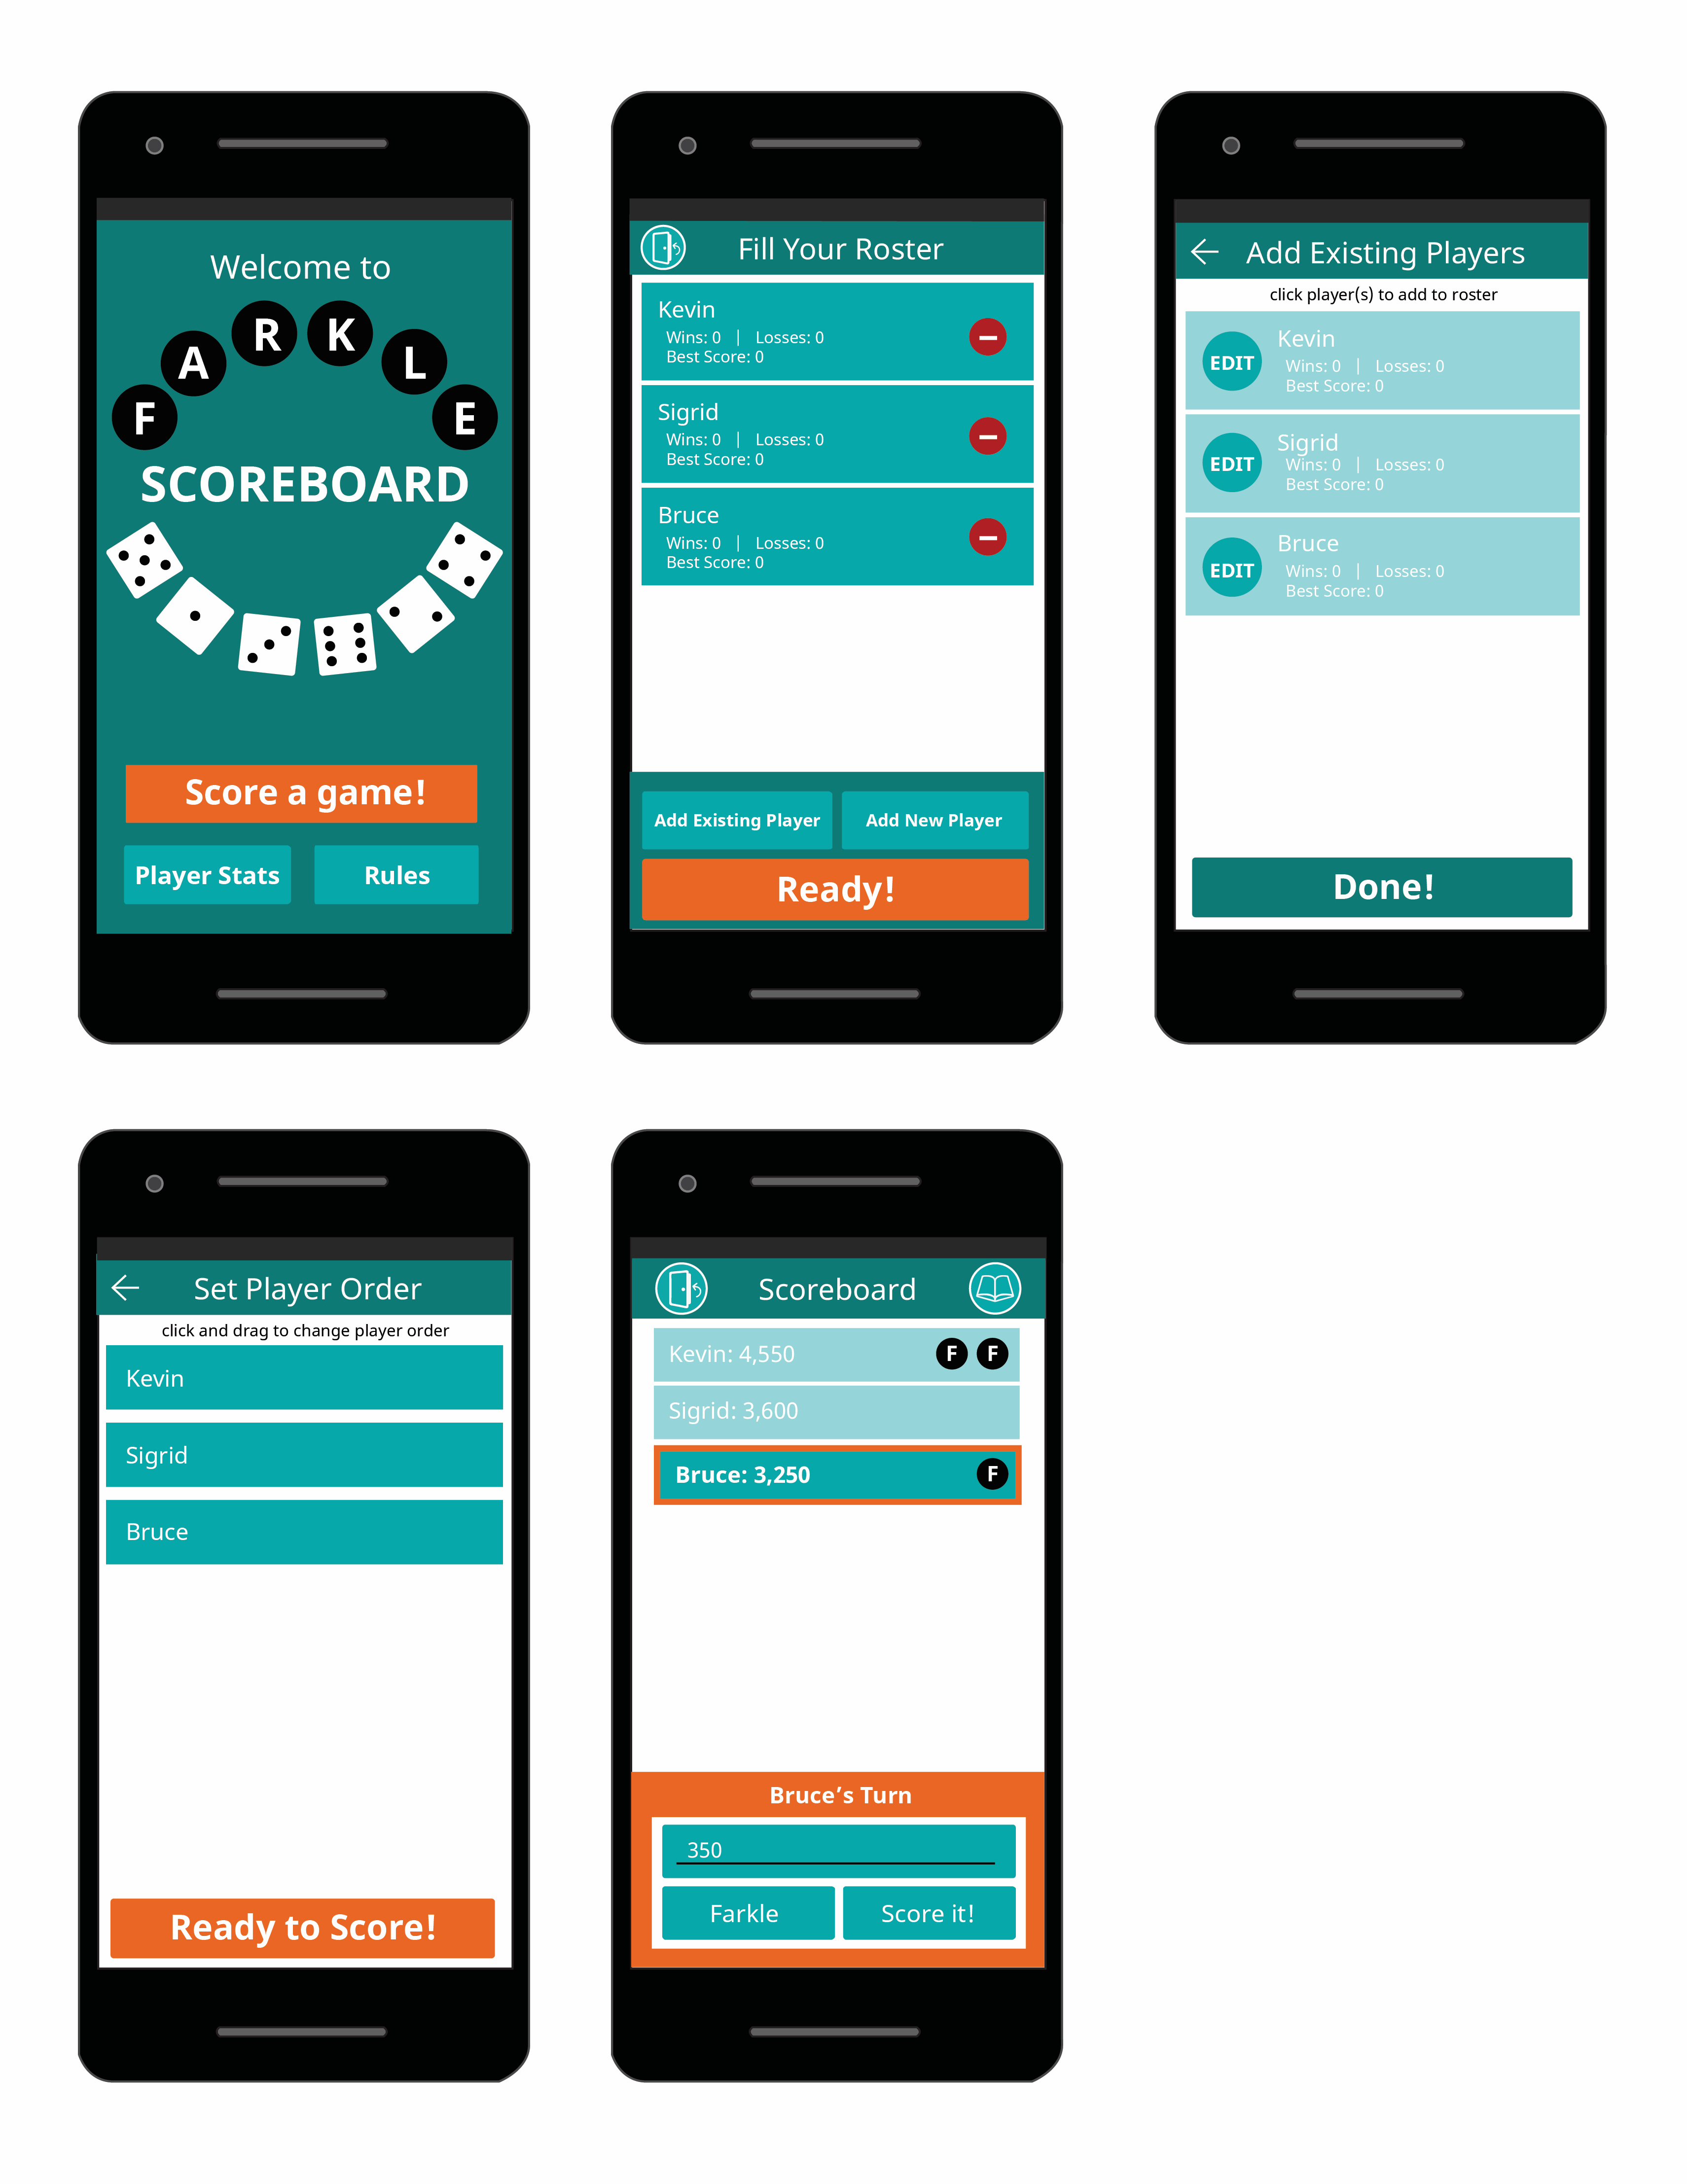 Welcome to
FARKLE
SCOREBOARD
Score a game!
Player Stats
Rules
Fill Your Roster
Kevin
Wins: 0 | Losses: 0
Best Score: 0
Sigrid
Wins: 0 | Losses: 0
Best Score: 0
Bruce
Wins: 0 | Losses: 0
Best Score: 0
Add Existing Player
Add New Player
Ready!
Add Existing Players
click player(s) to add to roster
EDIT
Kevin
Wins: 0 | Losses: 0
Best Score: 0
EDIT
Sigrid
Wins: 0 | Losses: 0
Best Score: 0
EDIT
Bruce
Wins: 0 | Losses: 0
Best Score: 0
Done!
Set Player Order
click and drag to change player order
Kevin
Sigrid
Bruce
Ready to Score!
Scoreboard
Kevin: 4,550 F F
Sigrid: 3,600
Bruce: 3,250 F
Bruce’s Turn
350
Farkle
Score it!